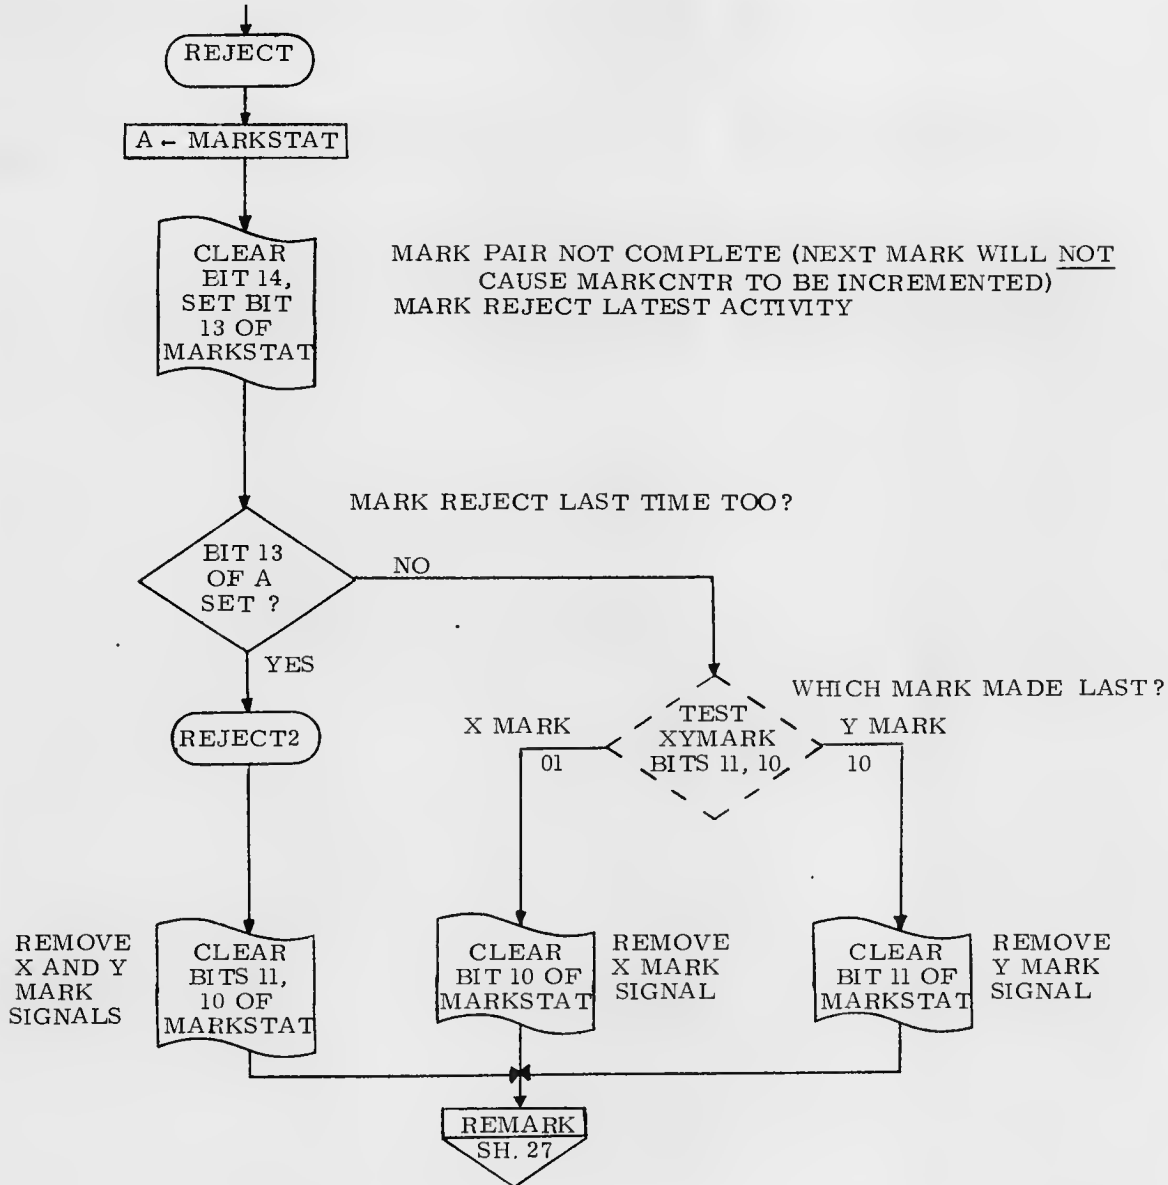 REJECT
A ← MARKSTAT
CLEAR
BIT 14,
SET BIT
13 OF
MARKSTAT
MARK PAIR NOT COMPLETE (NEXT MARK WILL NOT
CAUSE MARKCNTR TO BE INCREMENTED)
MARK REJECT LATEST ACTIVITY
MARK REJECT LAST TIME TOO?
BIT 13
OF A
SET ?
NO
YES
WHICH MARK MADE LAST?
TEST
XYMARK
BITS 11, 10
X MARK
01
Y MARK
10
REJECT2
REMOVE
X AND Y
MARK
SIGNALS
CLEAR
BITS 11,
10 OF
MARKSTAT
CLEAR
BIT 10 OF
MARKSTAT
REMOVE
X MARK
SIGNAL
CLEAR
BIT 11 OF
MARKSTAT
REMOVE
Y MARK
SIGNAL
REMARK
SH. 27